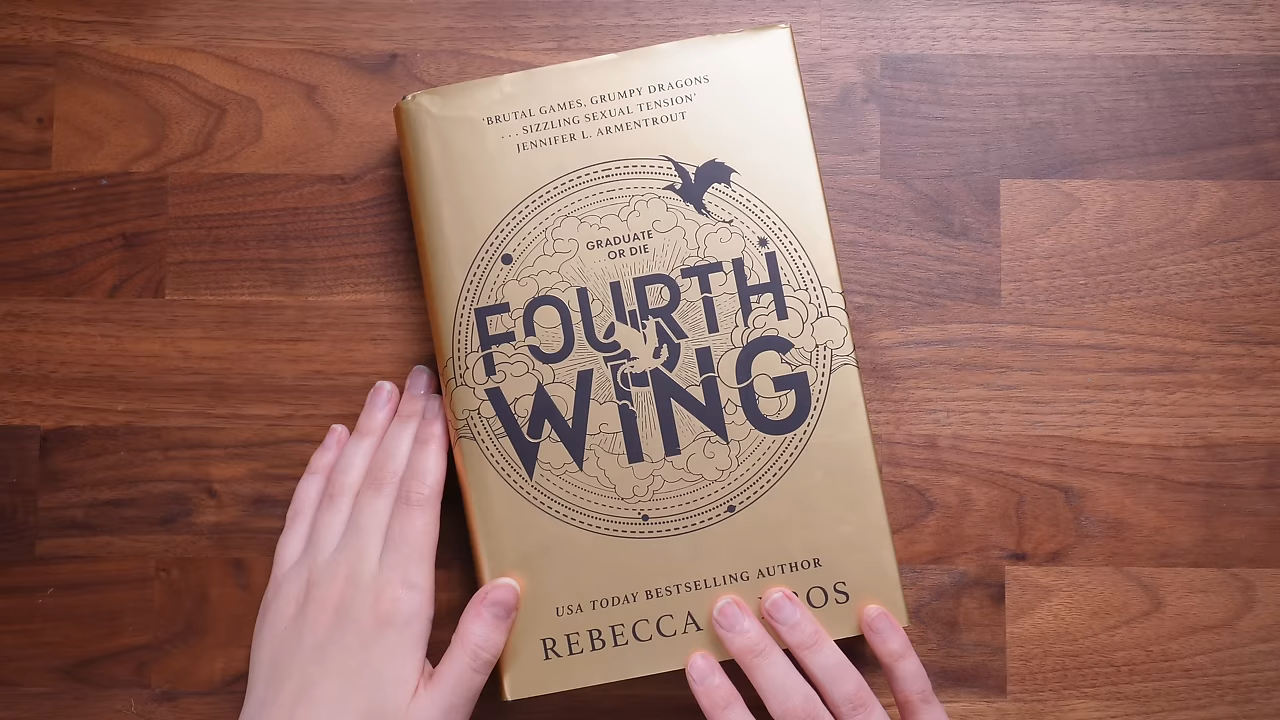 'BRUTAL GAMES, GRUMPY DRAGONS
... SIZZLING SEXUAL TENSION'
JENNIFER L. ARMENTROUT
GRADUATE
OR DIE
FOURTH
WING
USA TODAY BESTSELLING AUTHOR
REBECCA